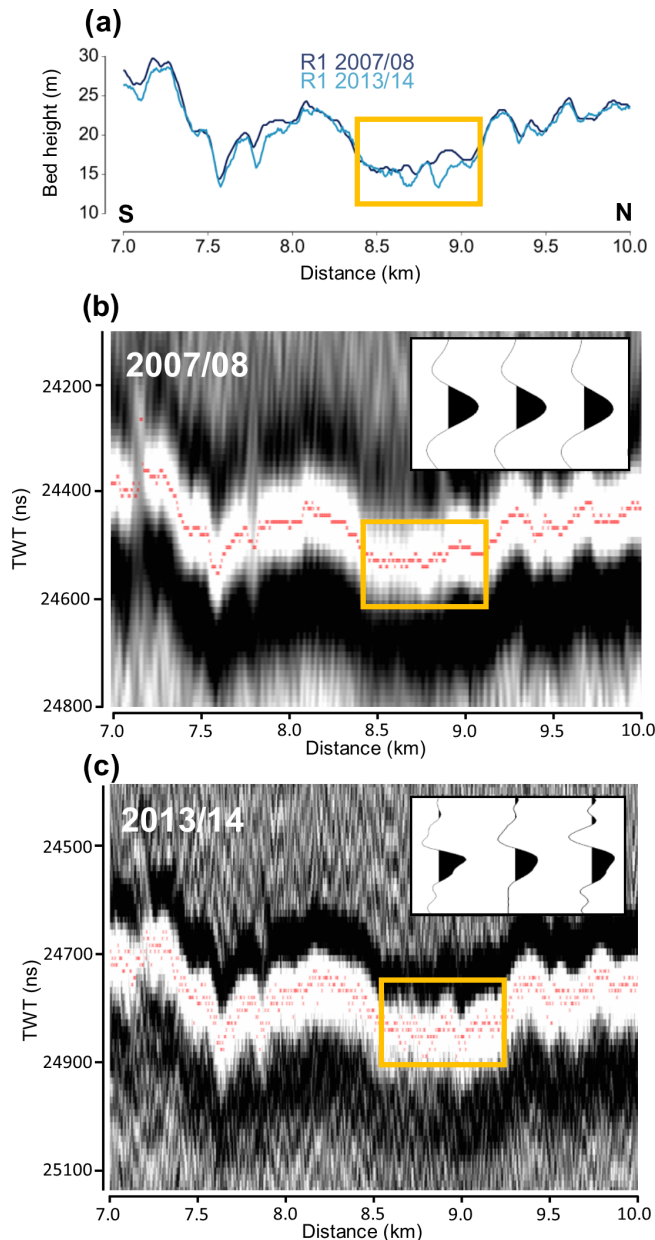 (a)
R1 2007/08
R1 2013/14
Bed height (m)
30
25
20
15
10
S
N
7.0 7.5 8.0 8.5 9.0 9.5 10.0
Distance (km)
(b)
2007/08
TWT (ns)
24200
24400
24600
24800
7.0 7.5 8.0 8.5 9.0 9.5 10.0
Distance (km)
(c)
2013/14
TWT (ns)
24500
24700
24900
25100
7.0 7.5 8.0 8.5 9.0 9.5 10.0
Distance (km)